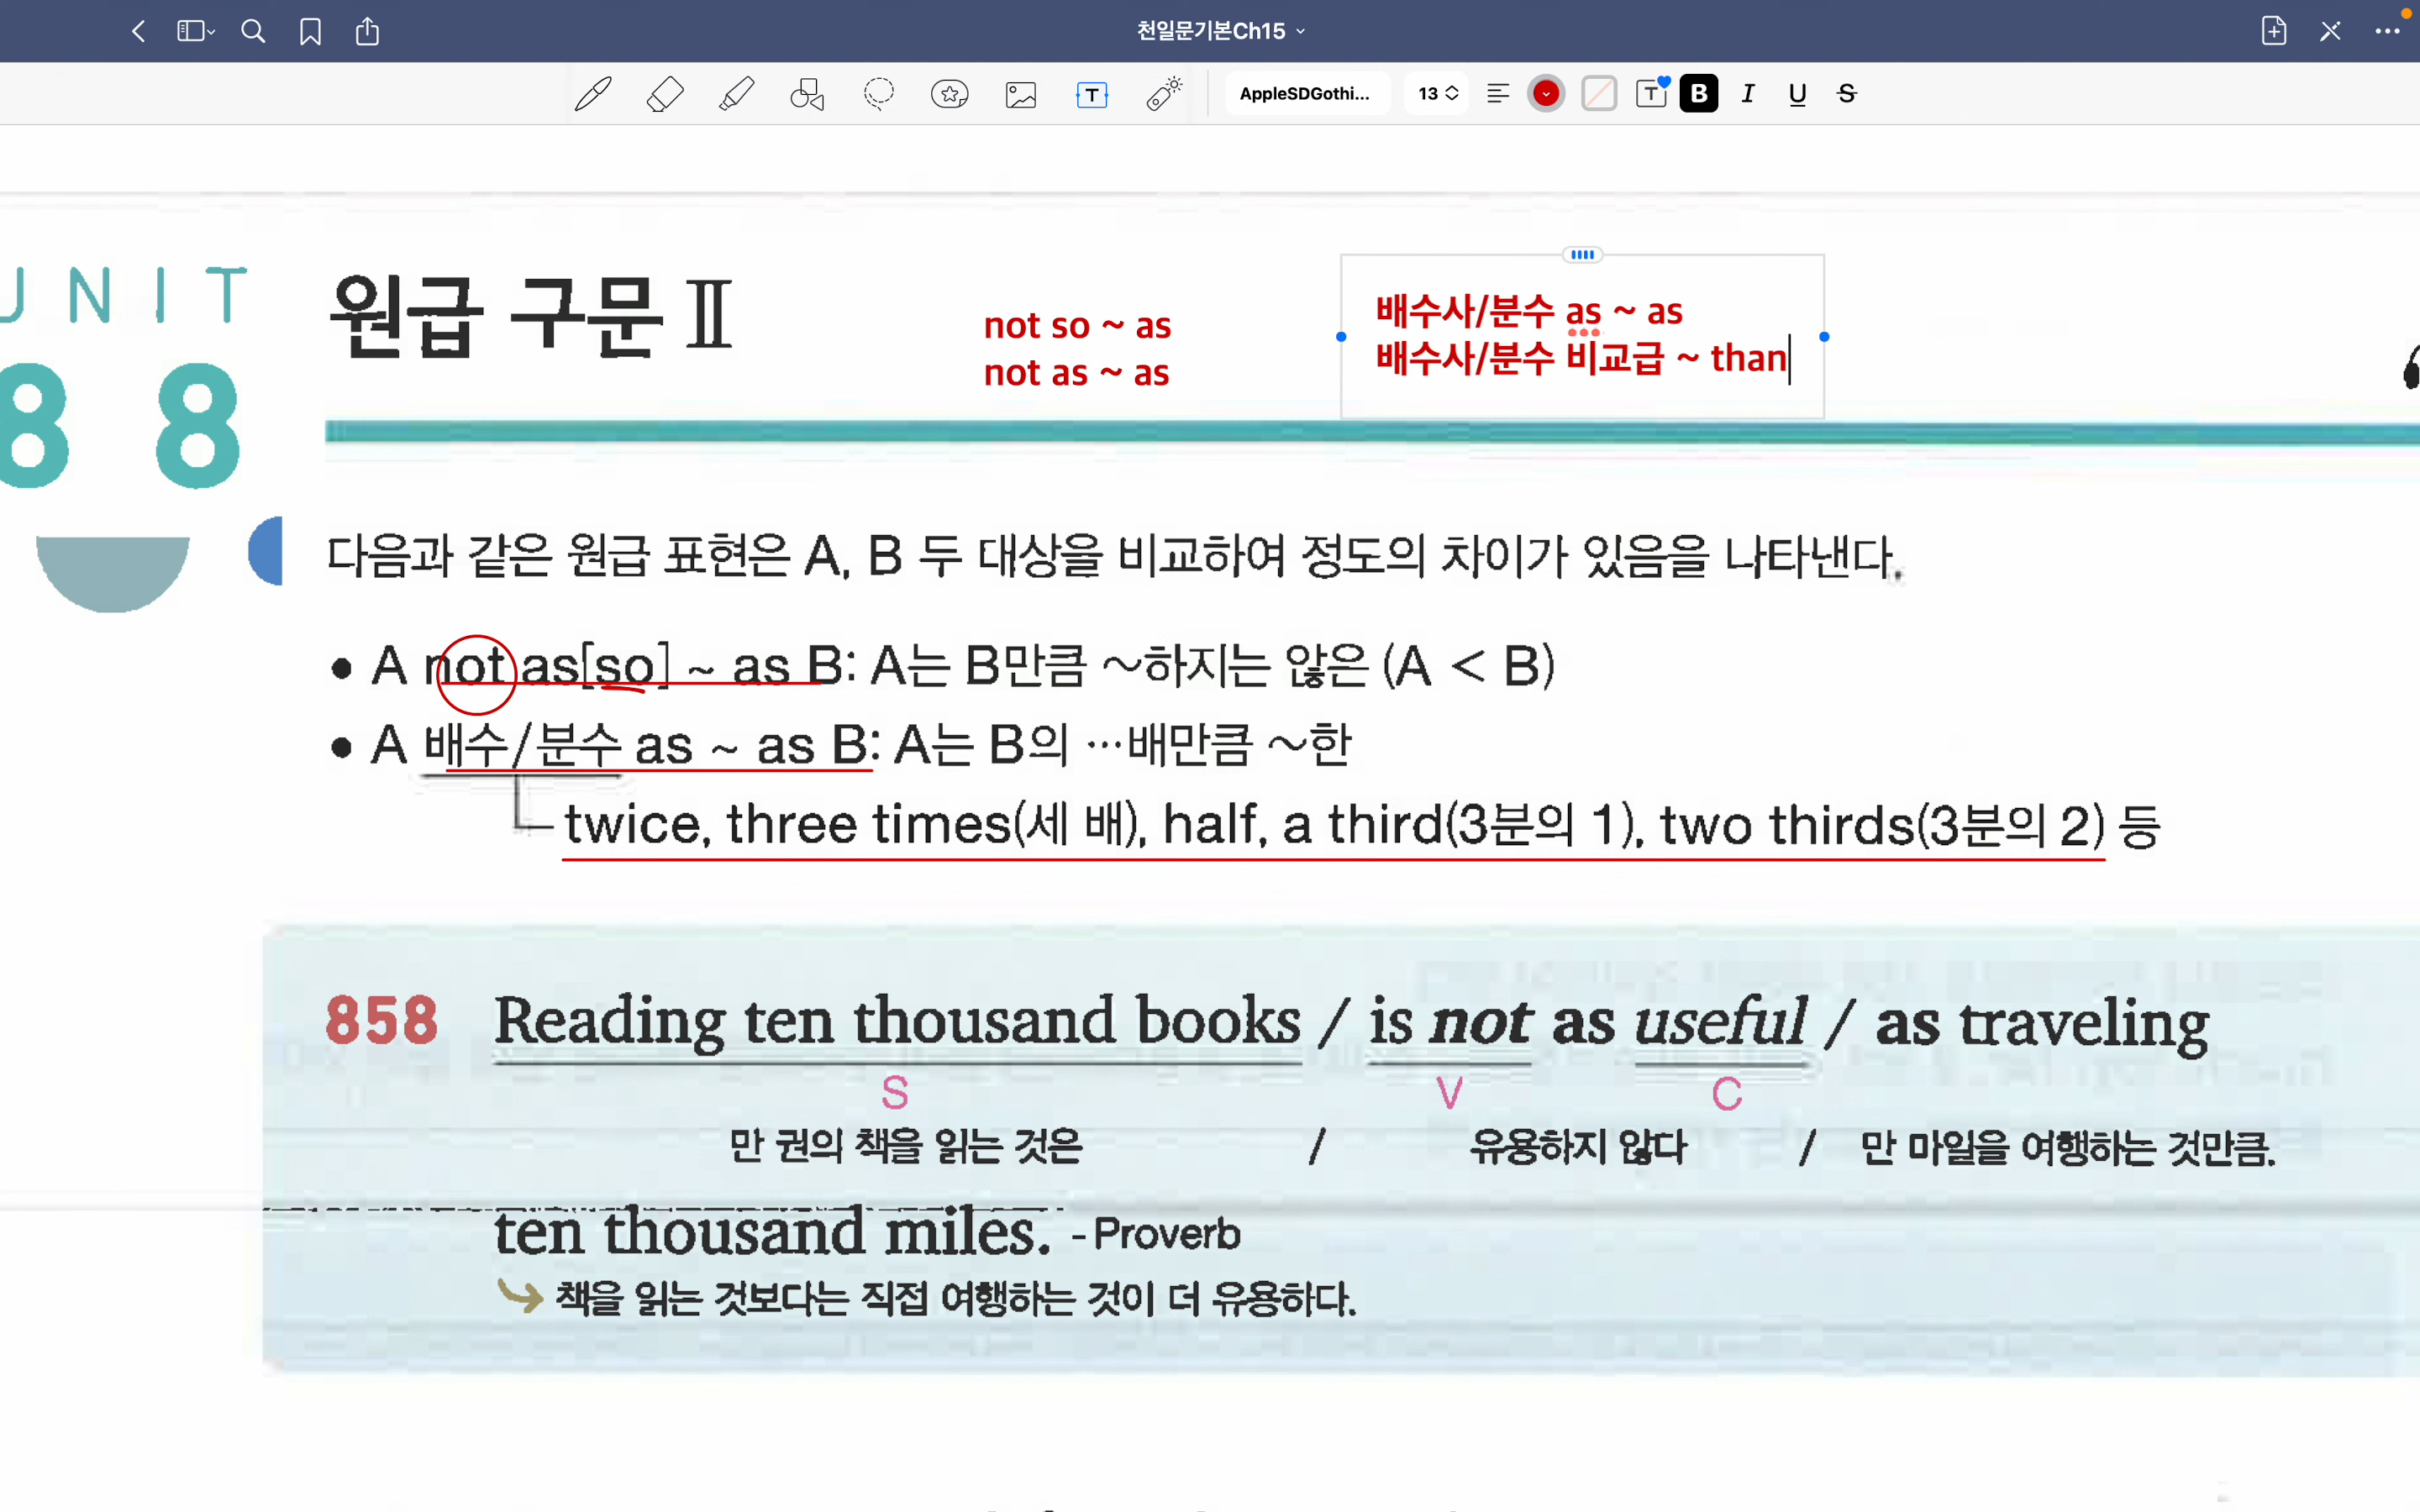 천일문기본Ch15
AppleSDGothi...
13
B I U S
UNIT
88
원급 구문 Ⅱ
not so ~ as
not as ~ as
배수사/분수 as ~ as
배수사/분수 비교급 ~ than
다음과 같은 원급 표현은 A, B 두 대상을 비교하여 정도의 차이가 있음을 나타낸다.
● A not as[so] ~ as B: A는 B만큼 ~하지는 않은 (A < B)
● A 배수/분수 as ~ as B: A는 B의 …배만큼 ~한
twice, three times(세 배), half, a third(3분의 1), two thirds(3분의 2) 등
858 Reading ten thousand books / is not as useful / as traveling
S V C
만 권의 책을 읽는 것은 / 유용하지 않다 / 만 마일을 여행하는 것만큼.
ten thousand miles. - Proverb
책을 읽는 것보다는 직접 여행하는 것이 더 유용하다.